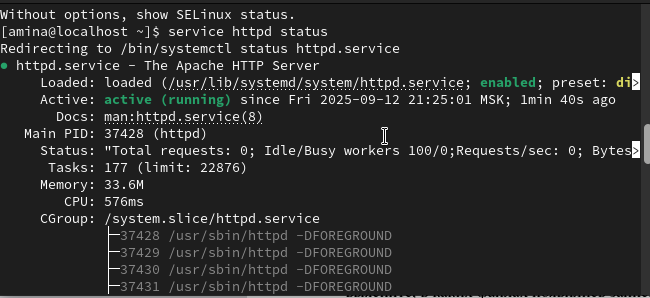 Without options, show SELinux status.
[amina@localhost ~]$ service httpd status
Redirecting to /bin/systemctl status httpd.service
● httpd.service - The Apache HTTP Server
Loaded: loaded (/usr/lib/systemd/system/httpd.service; enabled; preset: di>
Active: active (running) since Fri 2025-09-12 21:25:01 MSK; 1min 40s ago
Docs: man:httpd.service(8)
Main PID: 37428 (httpd)
Status: "Total requests: 0; Idle/Busy workers 100/0;Requests/sec: 0; Bytes>
Tasks: 177 (limit: 22876)
Memory: 33.6M
CPU: 576ms
CGroup: /system.slice/httpd.service
├─37428 /usr/sbin/httpd -DFOREGROUND
├─37429 /usr/sbin/httpd -DFOREGROUND
├─37430 /usr/sbin/httpd -DFOREGROUND
├─37431 /usr/sbin/httpd -DFOREGROUND